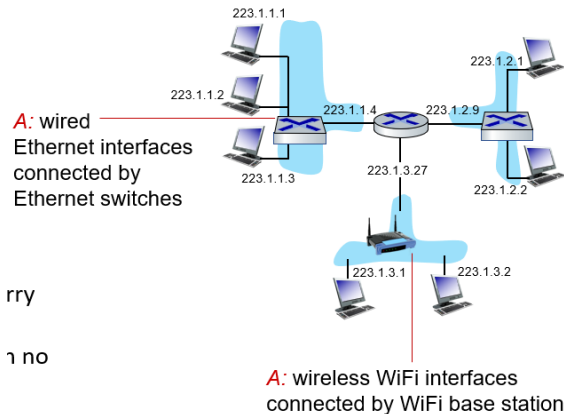 223.1.1.1
223.1.2.1
223.1.1.2
223.1.1.4
223.1.2.9
A: wired
Ethernet interfaces
connected by
Ethernet switches
223.1.1.3
223.1.3.27
223.1.2.2
223.1.3.1
223.1.3.2
rry
n no
A: wireless WiFi interfaces
connected by WiFi base station